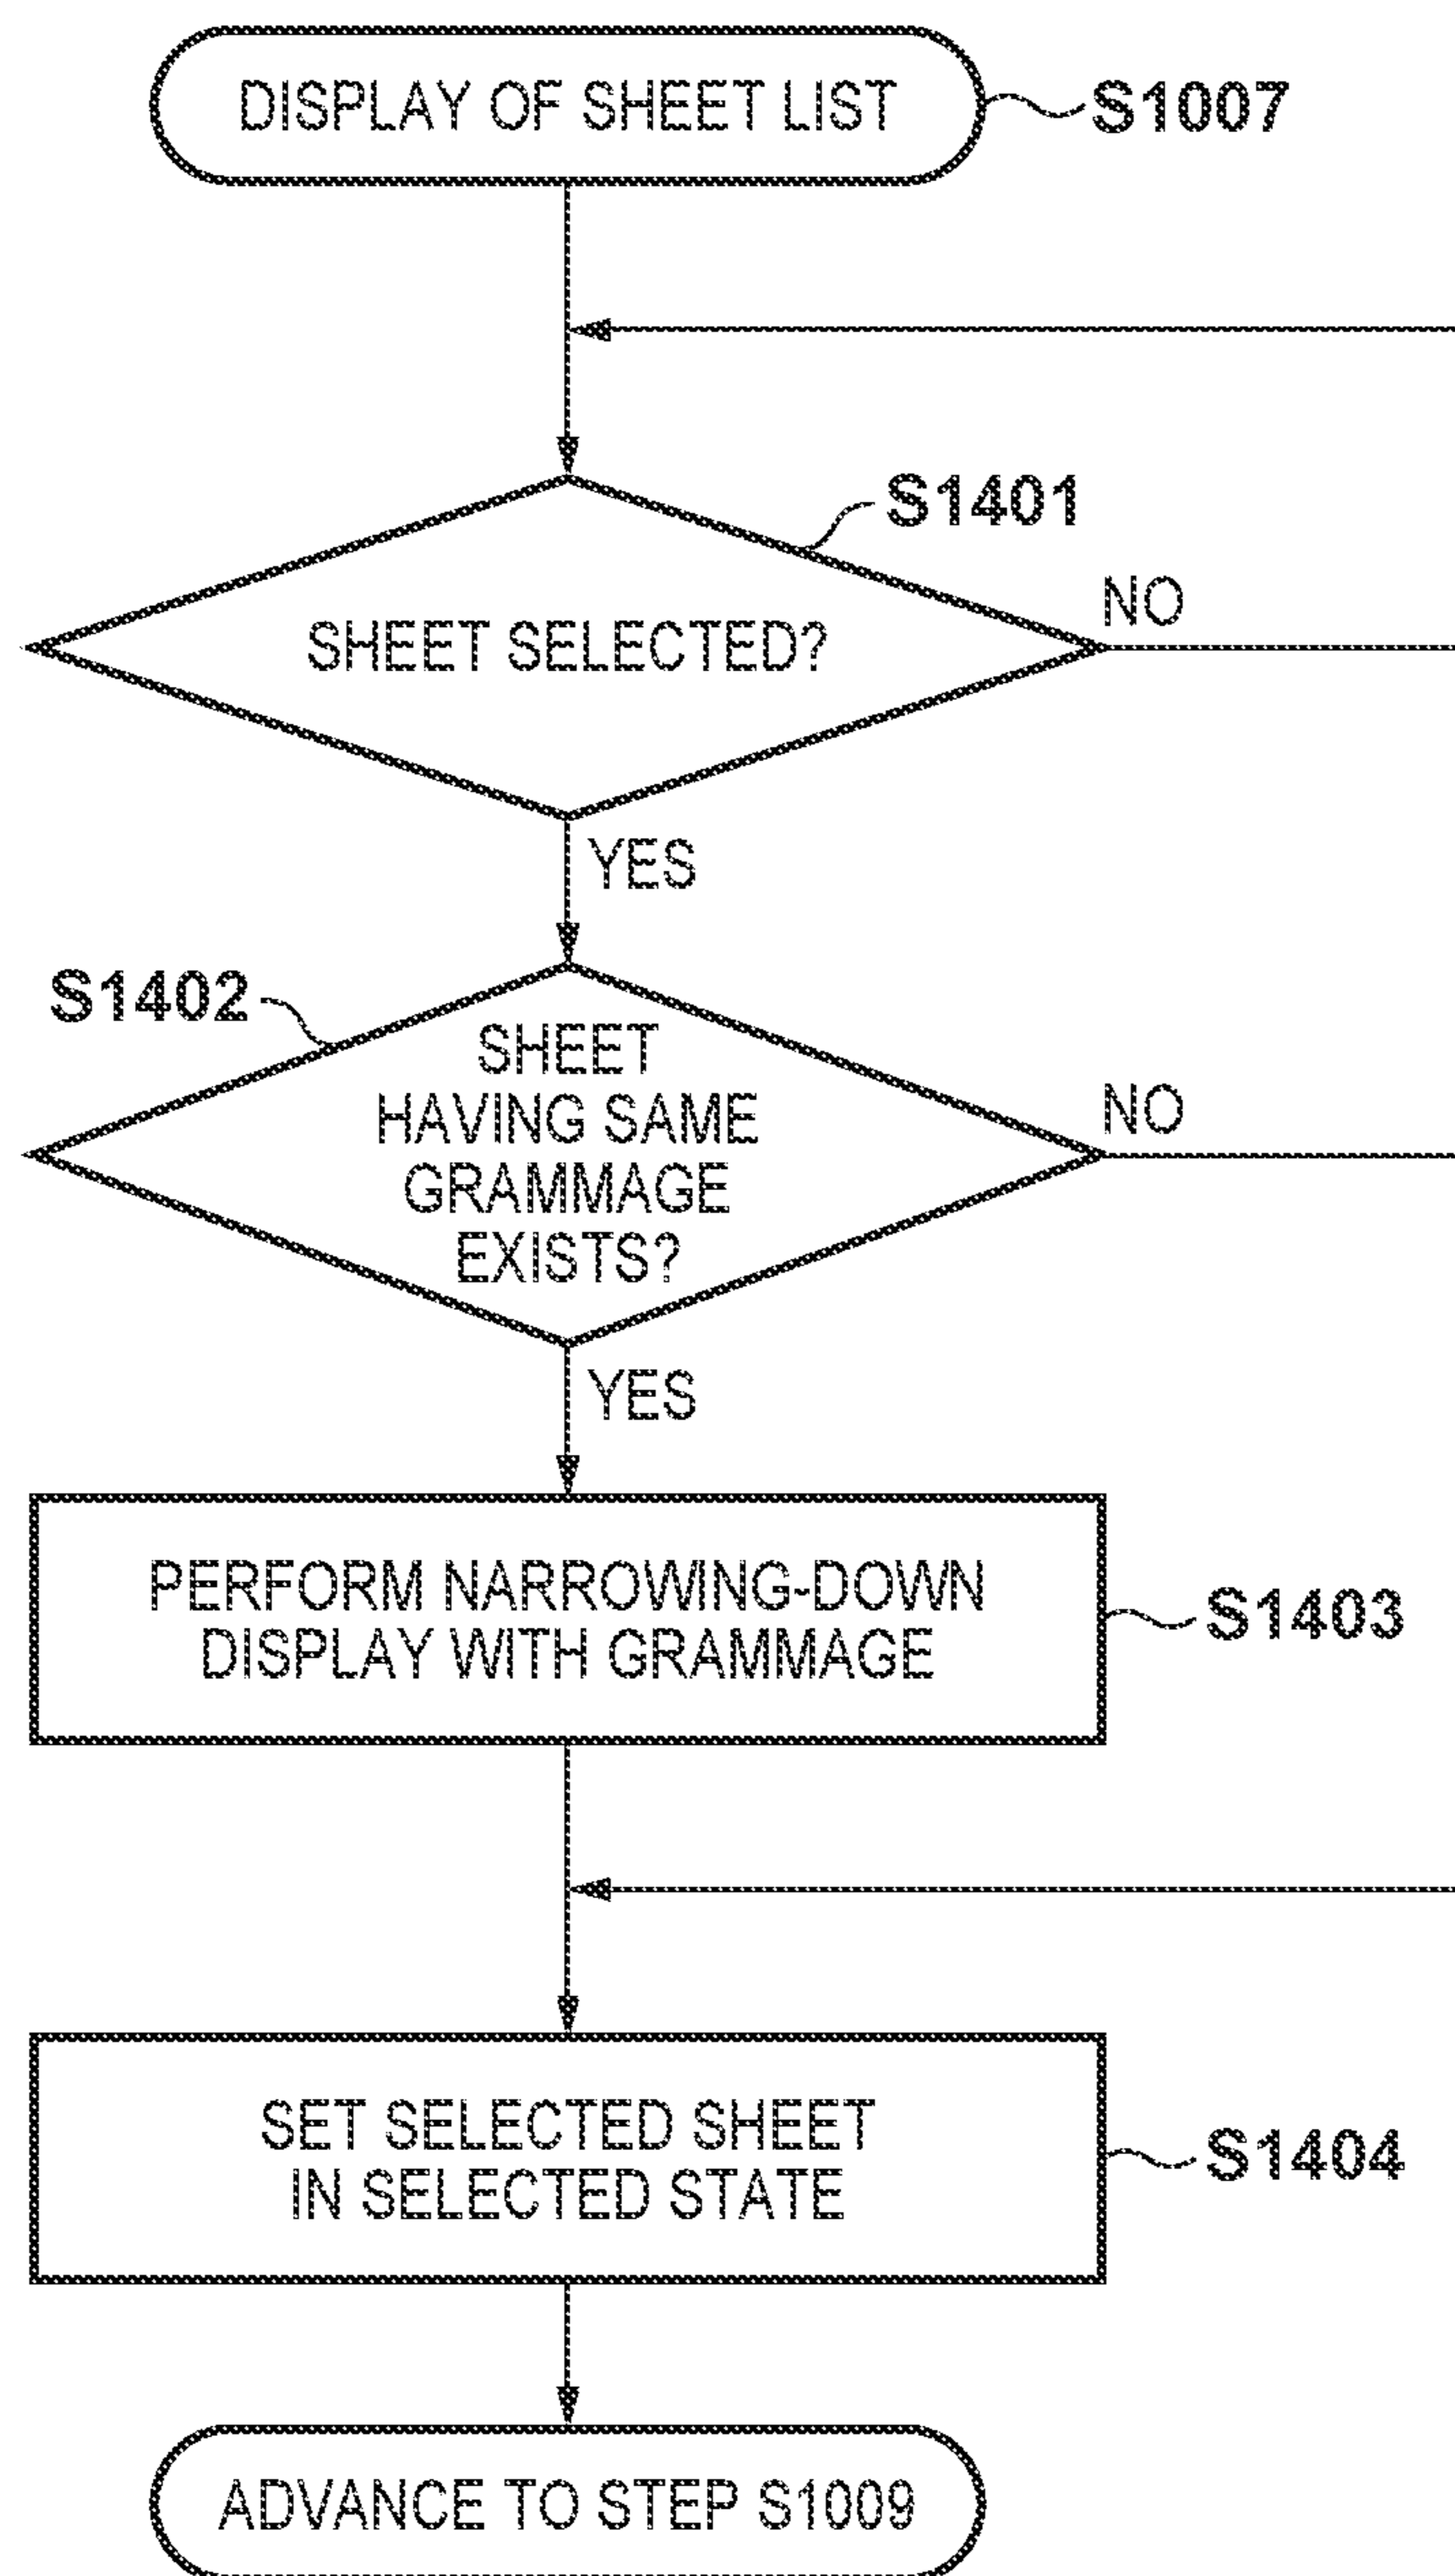 DISPLAY OF SHEET LIST
S1007
S1401
NO
SHEET SELECTED?
YES
S1402
SHEET
HAVING SAME
GRAMMAGE
EXISTS?
NO
YES
PERFORM NARROWING-DOWN
DISPLAY WITH GRAMMAGE
S1403
SET SELECTED SHEET
IN SELECTED STATE
S1404
ADVANCE TO STEP S1009